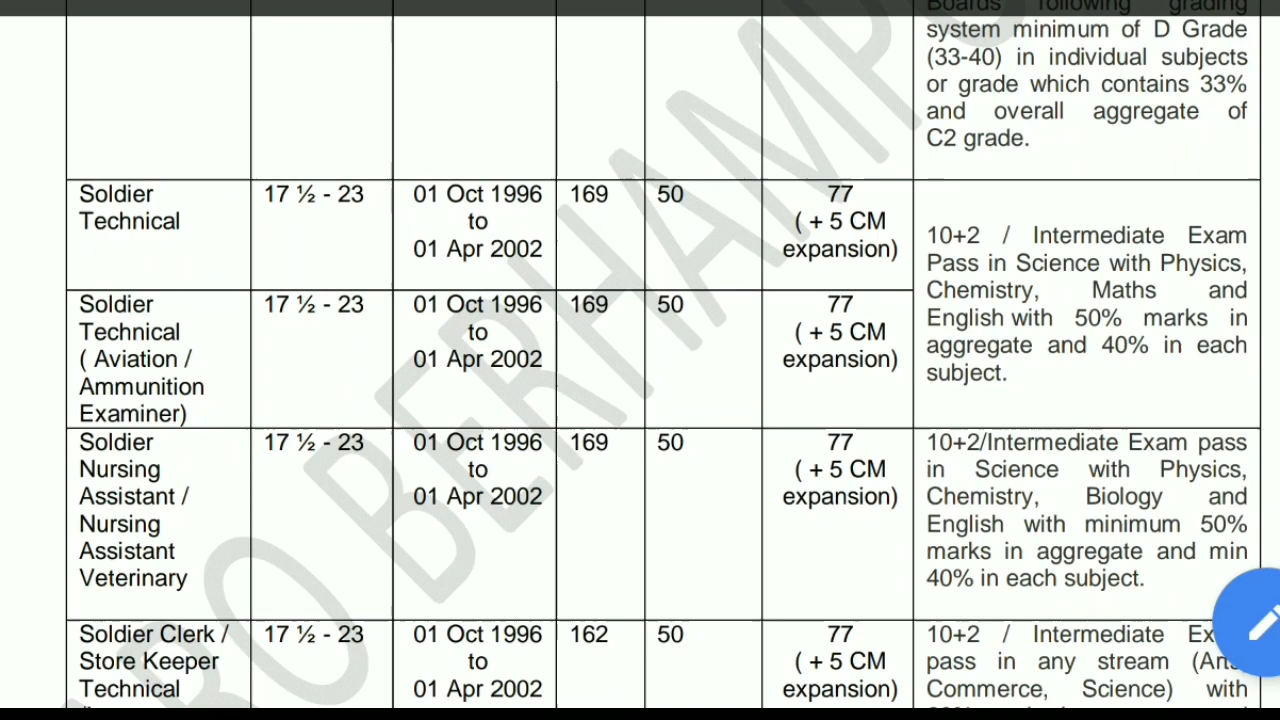 Boards following grading
system minimum of D Grade
(33-40) in individual subjects
or grade which contains 33%
and overall aggregate of
C2 grade.
Soldier
Technical
17 ½ - 23
01 Oct 1996
to
01 Apr 2002
169
50
77
( + 5 CM
expansion)
10+2 / Intermediate Exam
Pass in Science with Physics,
Chemistry, Maths and
English with 50% marks in
aggregate and 40% in each
subject.
Soldier
Technical
( Aviation /
Ammunition
Examiner)
17 ½ - 23
01 Oct 1996
to
01 Apr 2002
169
50
77
( + 5 CM
expansion)
Soldier
Nursing
Assistant /
Nursing
Assistant
Veterinary
17 ½ - 23
01 Oct 1996
to
01 Apr 2002
169
50
77
( + 5 CM
expansion)
10+2/Intermediate Exam pass
in Science with Physics,
Chemistry, Biology and
English with minimum 50%
marks in aggregate and min
40% in each subject.
Soldier Clerk /
Store Keeper
Technical
17 ½ - 23
01 Oct 1996
to
01 Apr 2002
162
50
77
( + 5 CM
expansion)
10+2 / Intermediate
pass in any stream
Commerce, Science) with
ARO BERHAMPO